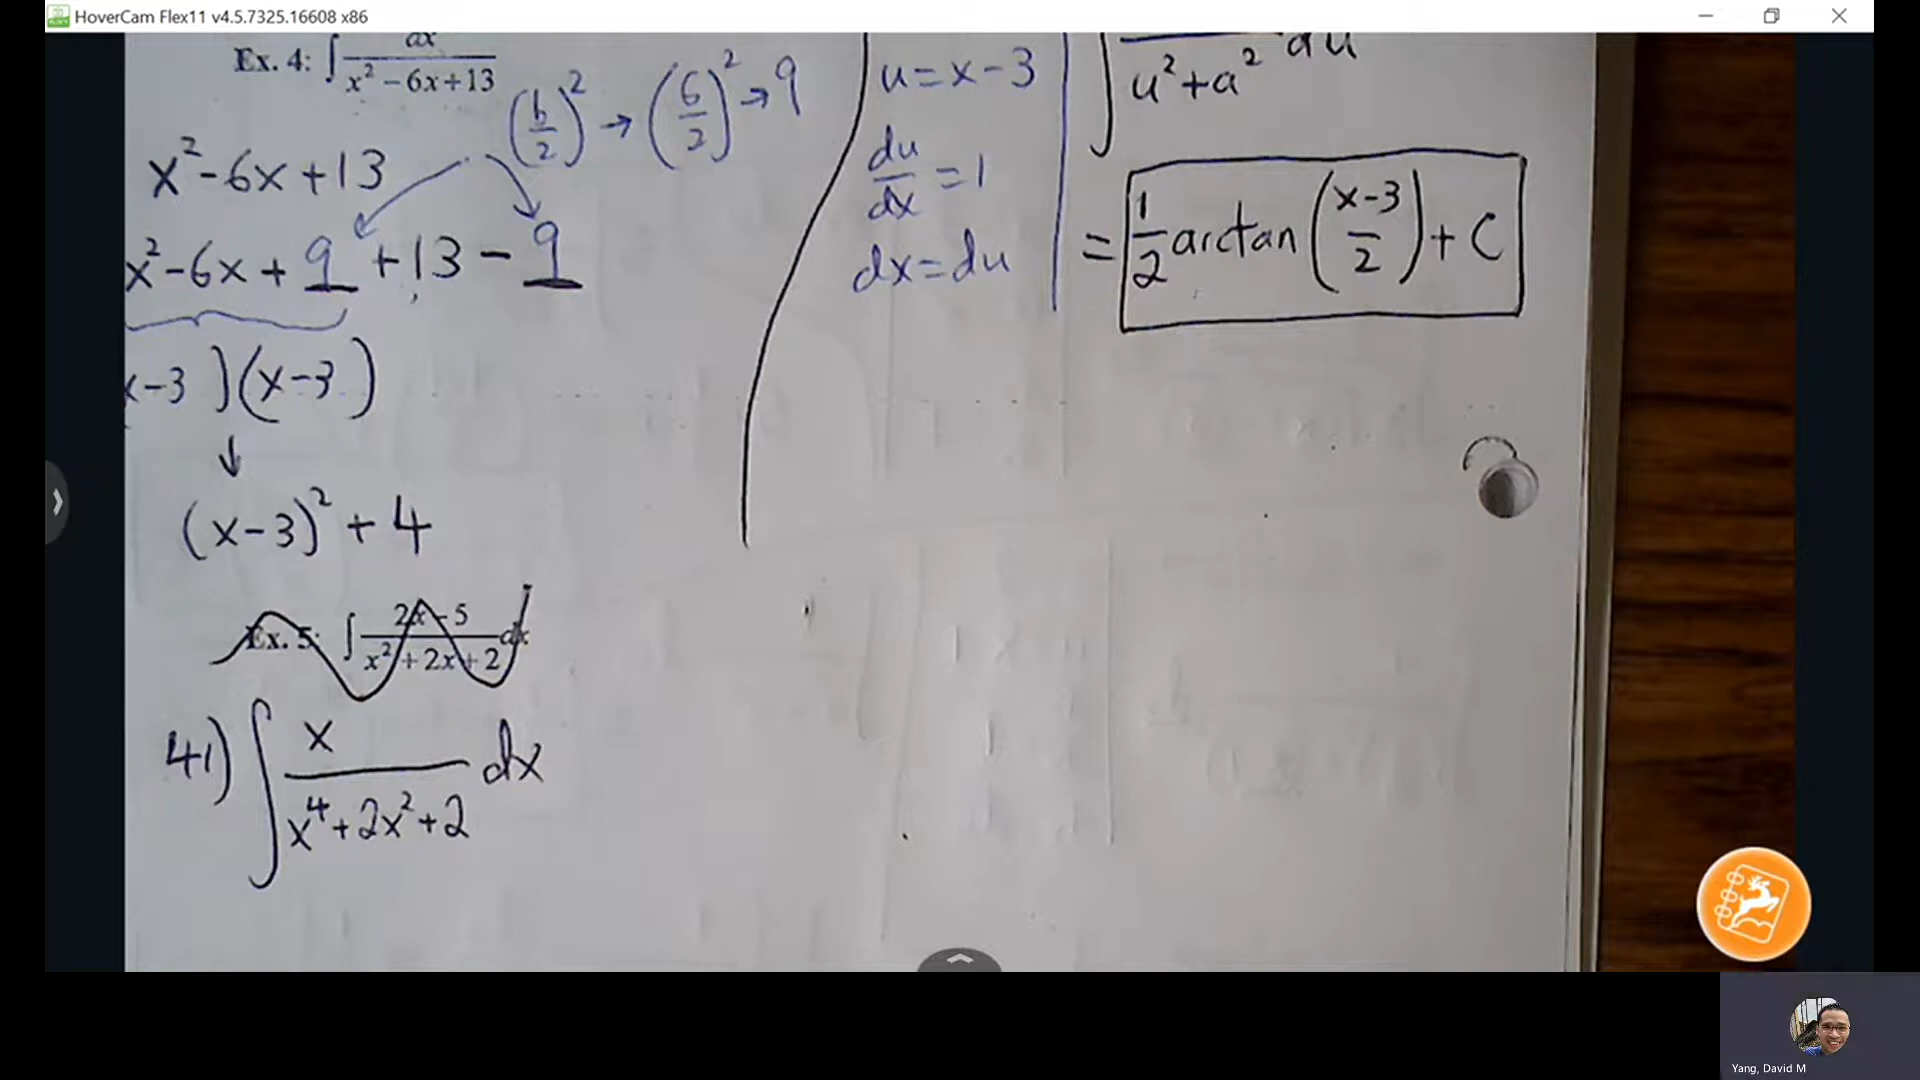 HoverCam Flex11 v4.5.7325.16608 x86
Ex. 4: ∫ dx / (x² − 6x + 13)
(b/2)² → (6/2)² → 9
x² - 6x + 13
x² - 6x + 9 + 13 - 9
x-3 )(x-3 )
↓
(x-3)² + 4
u = x-3
du/dx = 1
dx = du
∫ / (u² + a²) du
= 1/2 arctan((x-3)/2) + C
Ex. 5: ∫ (2x − 5)/(x² + 2x + 2) dx
41) ∫ x/(x⁴ + 2x² + 2) dx
Yang, David M